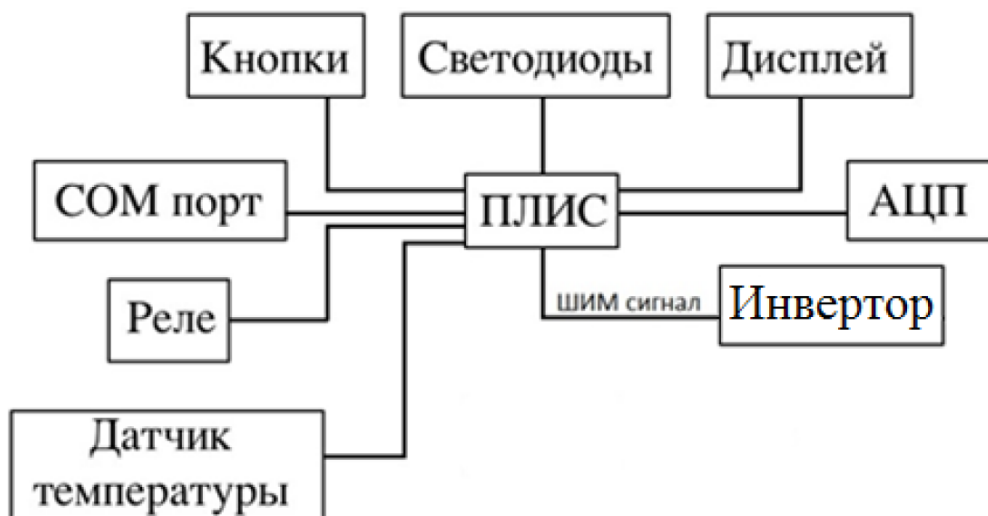 Кнопки
Светодиоды
Дисплей
COM порт
ПЛИС
АЦП
Реле
ШИМ сигнал
Инвертор
Датчик
температуры